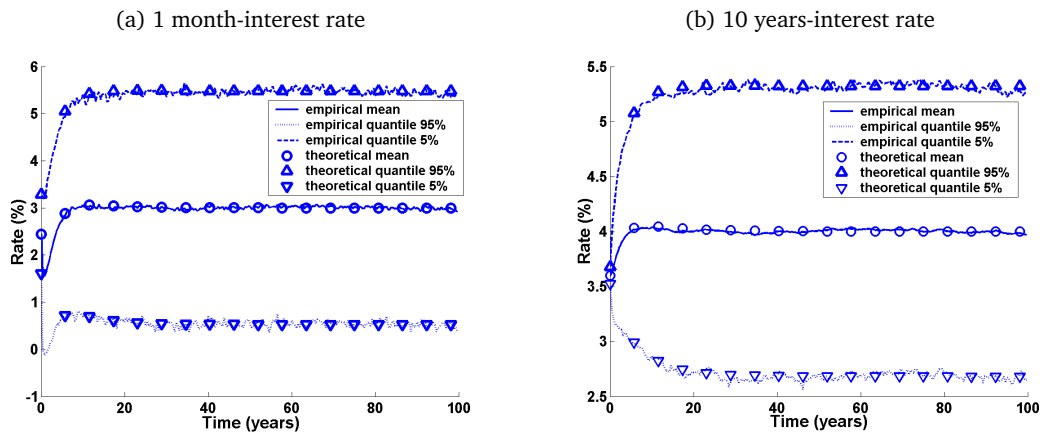 (a) 1 month-interest rate
6
5
4
3
2
1
0
-1
Rate (%)
0
20
40
60
80
100
Time (years)
empirical mean
empirical quantile 95%
empirical quantile 5%
theoretical mean
theoretical quantile 95%
theoretical quantile 5%
(b) 10 years-interest rate
5.5
5
4.5
4
3.5
3
2.5
Rate (%)
0
20
40
60
80
100
Time (years)
empirical mean
empirical quantile 95%
empirical quantile 5%
theoretical mean
theoretical quantile 95%
theoretical quantile 5%